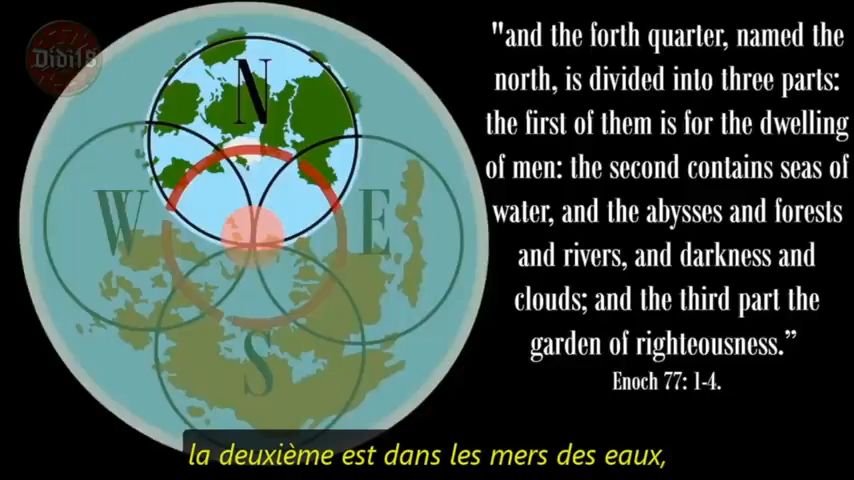 Didi's
"and the forth quarter, named the
north, is divided into three parts:
the first of them is for the dwelling
of men: the second contains seas of
water, and the abysses and forests
and rivers, and darkness and
clouds; and the third part the
garden of righteousness.”
Enoch 77: 1-4.
N
W
E
S
la deuxième est dans les mers des eaux,